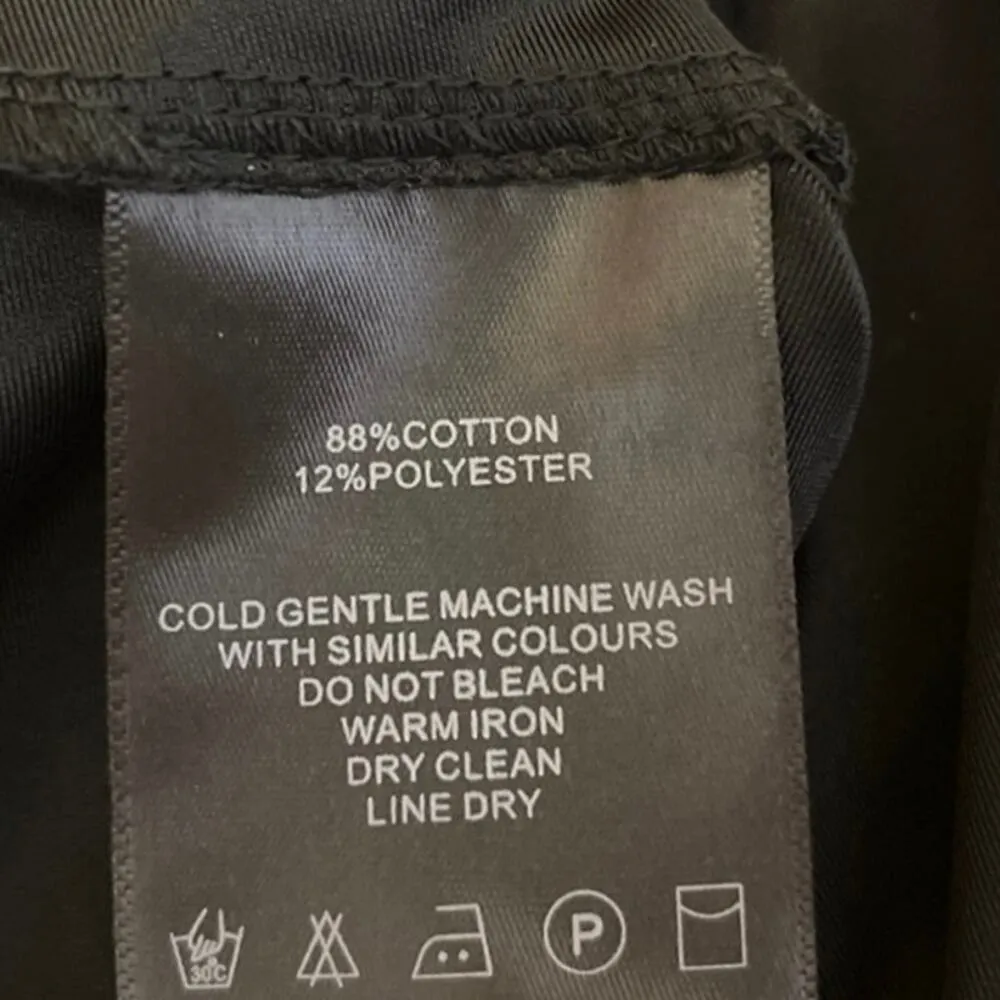 88%COTTON
12%POLYESTER
COLD GENTLE MACHINE WASH
WITH SIMILAR COLOURS
DO NOT BLEACH
WARM IRON
DRY CLEAN
LINE DRY
30°C
P